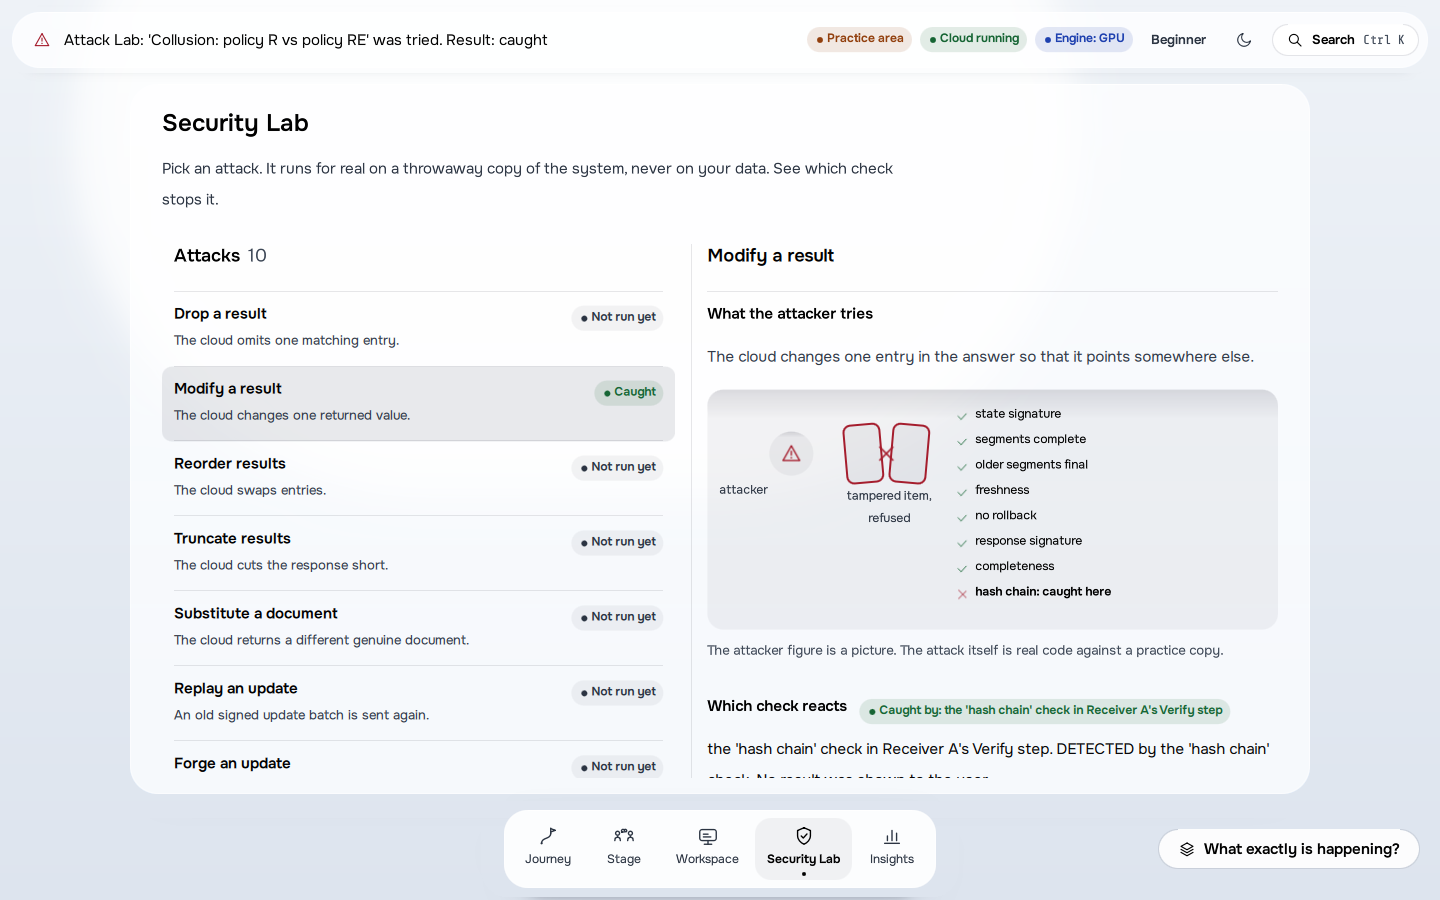 Attack Lab: 'Collusion: policy R vs policy RE' was tried. Result: caught
Practice area
Cloud running
Engine: GPU
Beginner
Search Ctrl K
Security Lab
Pick an attack. It runs for real on a throwaway copy of the system, never on your data. See which check
stops it.
Attacks 10
Drop a result
Not run yet
The cloud omits one matching entry.
Modify a result
Caught
The cloud changes one returned value.
Reorder results
Not run yet
The cloud swaps entries.
Truncate results
Not run yet
The cloud cuts the response short.
Substitute a document
Not run yet
The cloud returns a different genuine document.
Replay an update
Not run yet
An old signed update batch is sent again.
Forge an update
Not run yet
Modify a result
What the attacker tries
The cloud changes one entry in the answer so that it points somewhere else.
attacker
tampered item,
refused
state signature
segments complete
older segments final
freshness
no rollback
response signature
completeness
hash chain: caught here
The attacker figure is a picture. The attack itself is real code against a practice copy.
Which check reacts
Caught by: the 'hash chain' check in Receiver A's Verify step
the 'hash chain' check in Receiver A's Verify step. DETECTED by the 'hash chain'
check. No result was shown to the user.
Journey
Stage
Workspace
Security Lab
Insights
What exactly is happening?